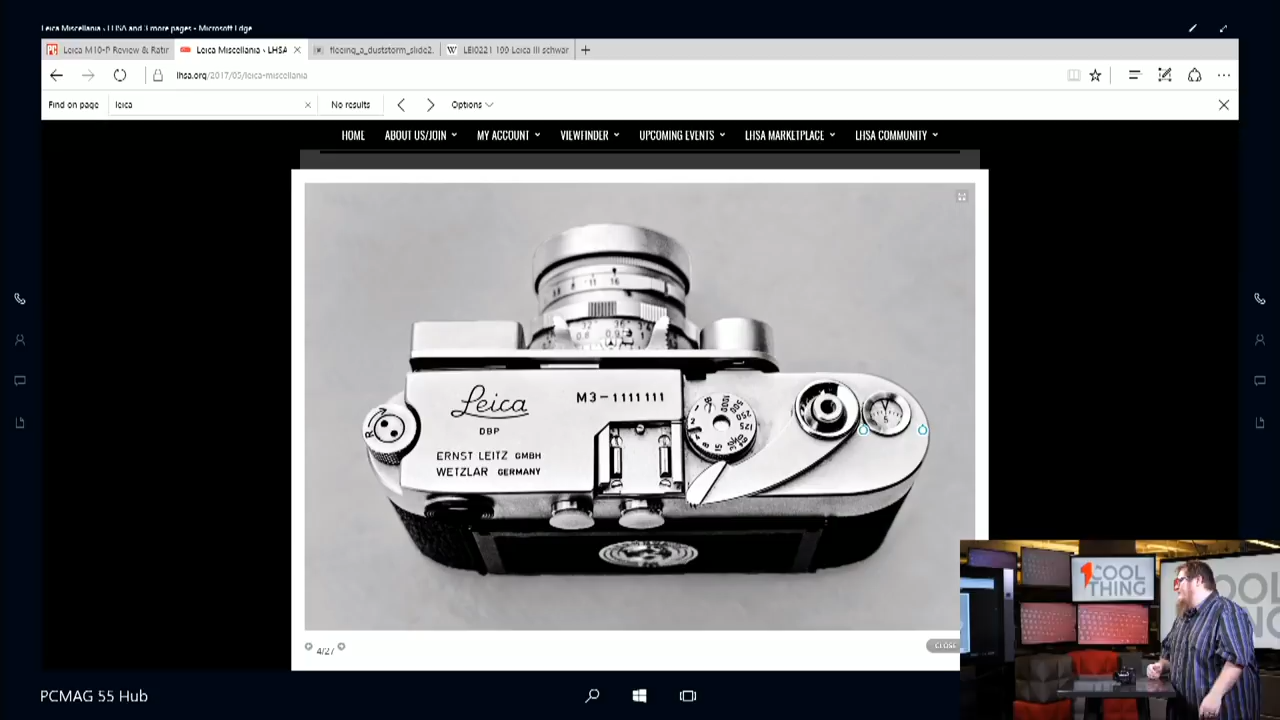 Leica Miscellania › LHSA and 3 more pages - Microsoft Edge
Leica M10-P Review & Ratin
Leica Miscellania › LHSA
fleeing_a_duststorm_slide2.
LEI0221 199 Leica III schwar
lhsa.org/2017/05/leica-miscellania
Find on page
leica
No results
Options
HOME
ABOUT US/JOIN
MY ACCOUNT
VIEWFINDER
UPCOMING EVENTS
LHSA MARKETPLACE
LHSA COMMUNITY
Leica
M3-1111111
DBP
ERNST LEITZ GMBH
WETZLAR GERMANY
4/27
CLOSE
1 COOL
THING
PCMAG 55 Hub